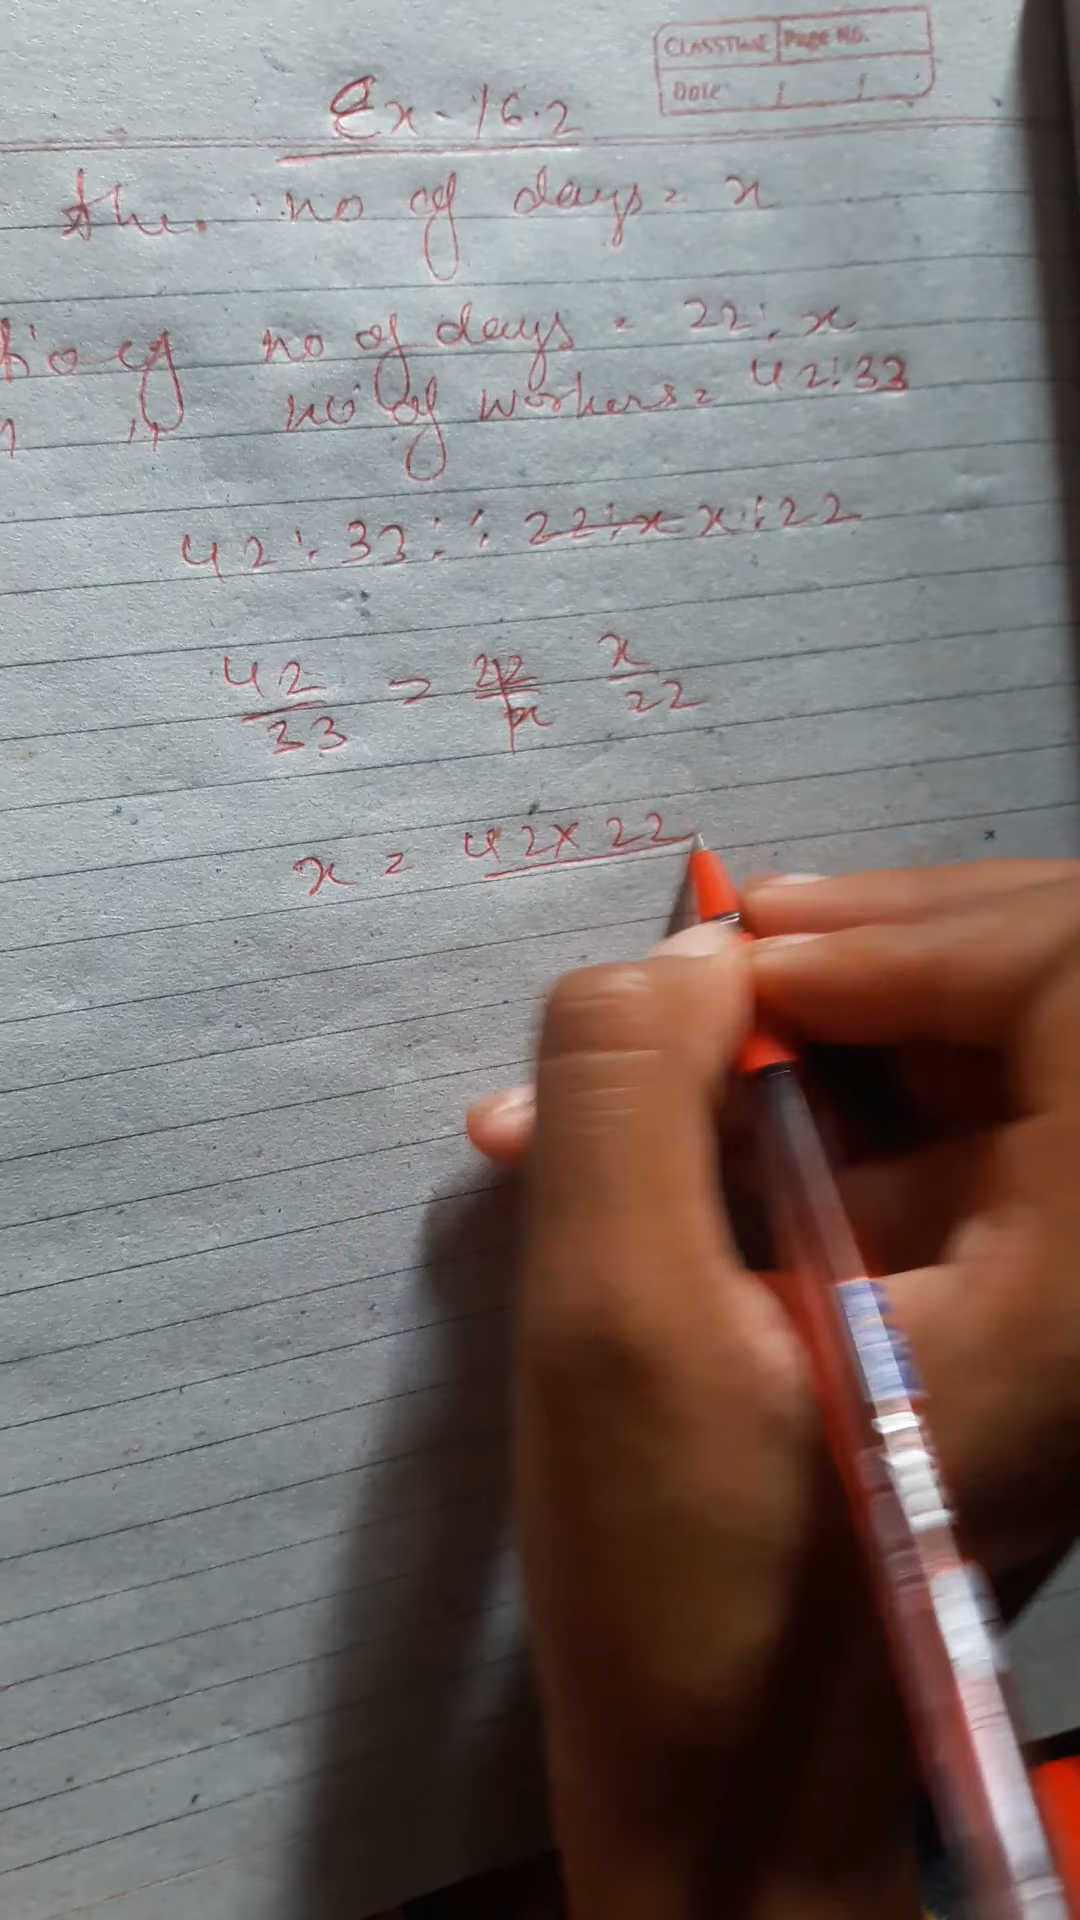 CLASSTIME Page No.
Date / /
Ex-16.2
the. no of days = x
of no of days = 22 : x
" no of workers = 42:33
42 : 33 : : 22 : x x : 22
42/33 = 22/x x/22
x = 42 x 22